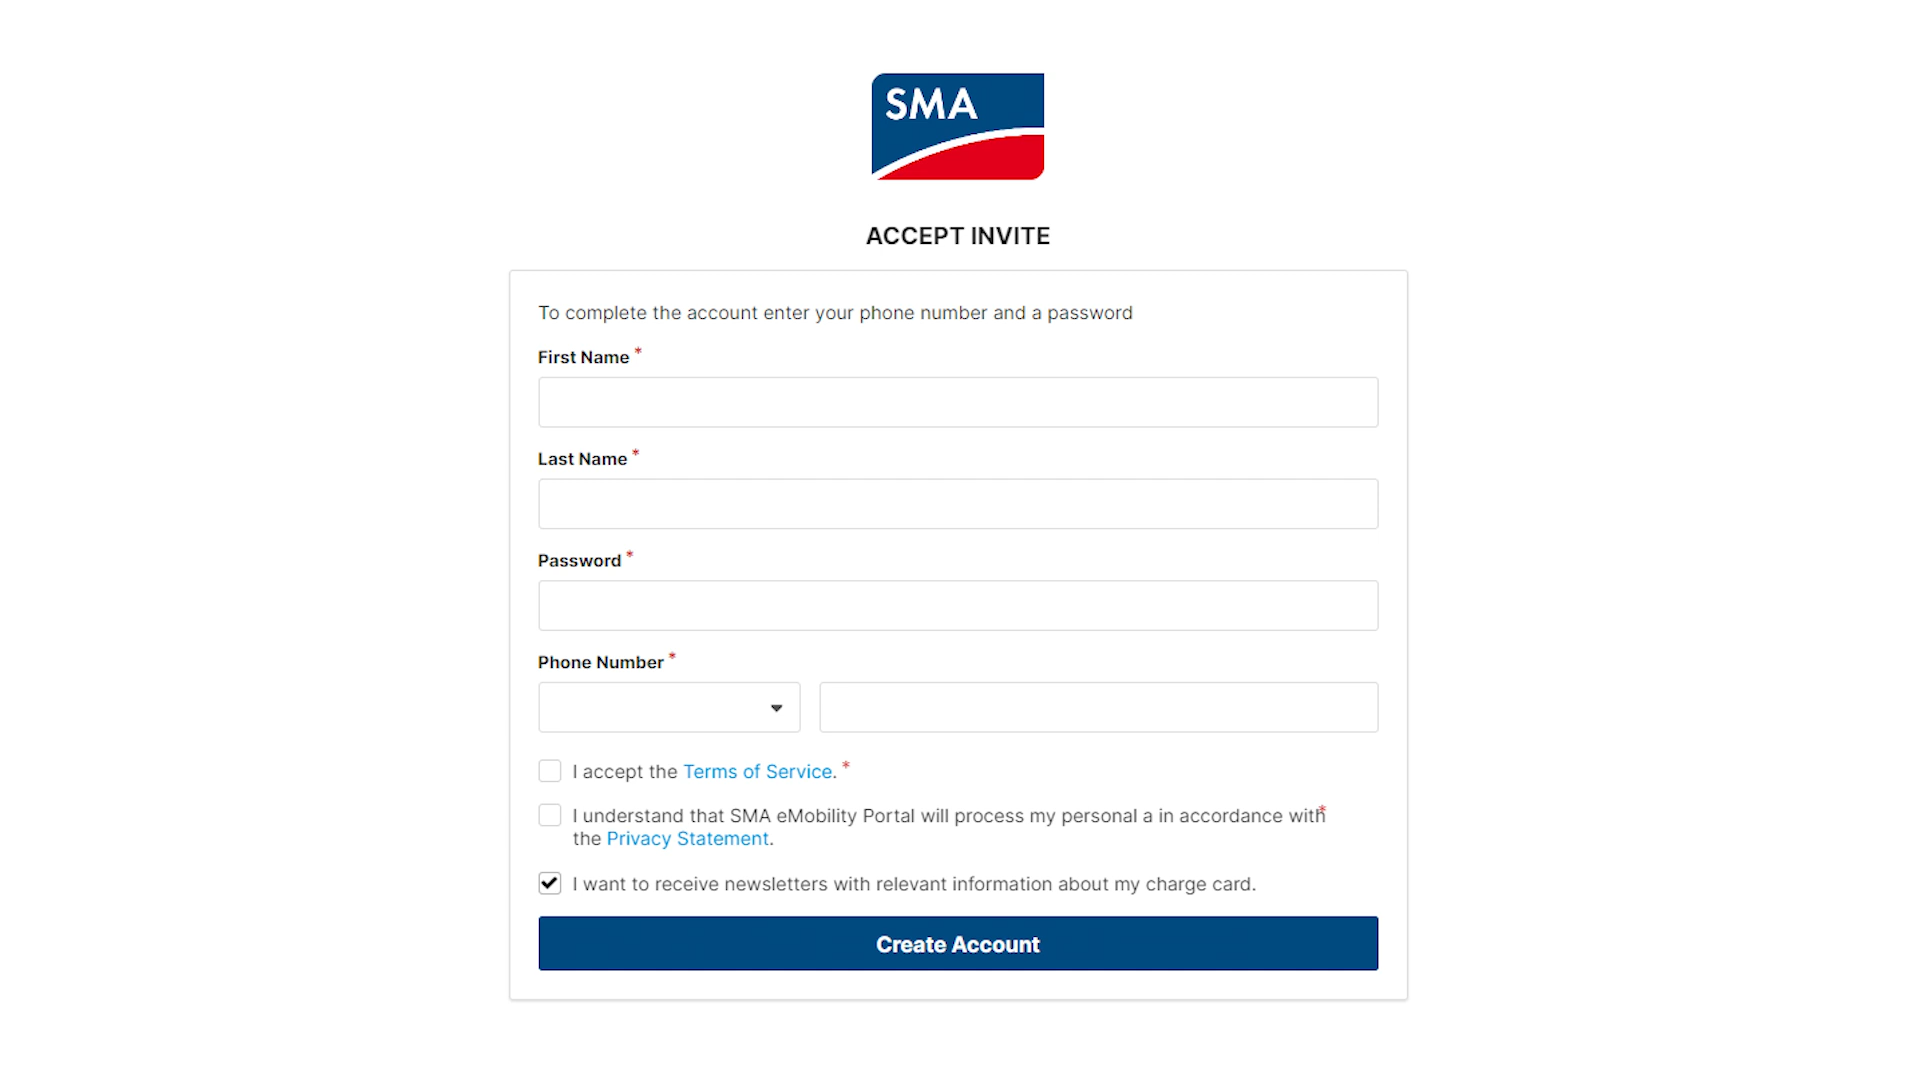 SMA
ACCEPT INVITE
To complete the account enter your phone number and a password
First Name *
Last Name *
Password *
Phone Number *
I accept the Terms of Service. *
I understand that SMA eMobility Portal will process my personal a in accordance with *
the Privacy Statement.
I want to receive newsletters with relevant information about my charge card.
Create Account